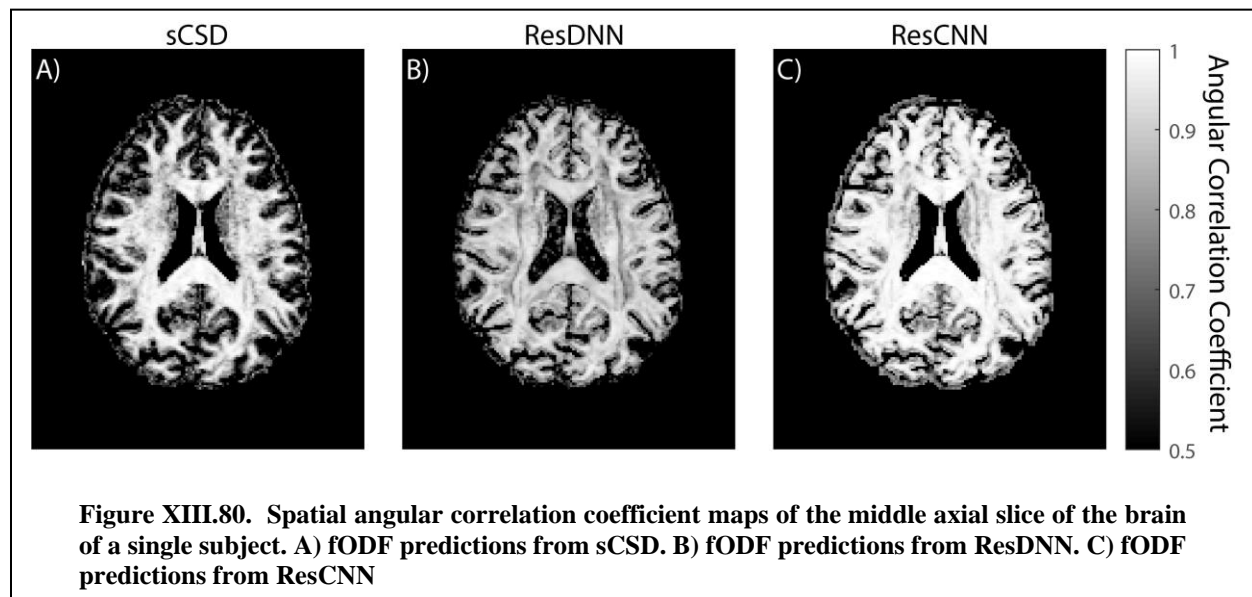 sCSD
ResDNN
ResCNN
A)
B)
C)
1
0.9
0.8
0.7
0.6
0.5
Angular Correlation Coefficient
Figure XIII.80. Spatial angular correlation coefficient maps of the middle axial slice of the brain
of a single subject. A) fODF predictions from sCSD. B) fODF predictions from ResDNN. C) fODF
predictions from ResCNN